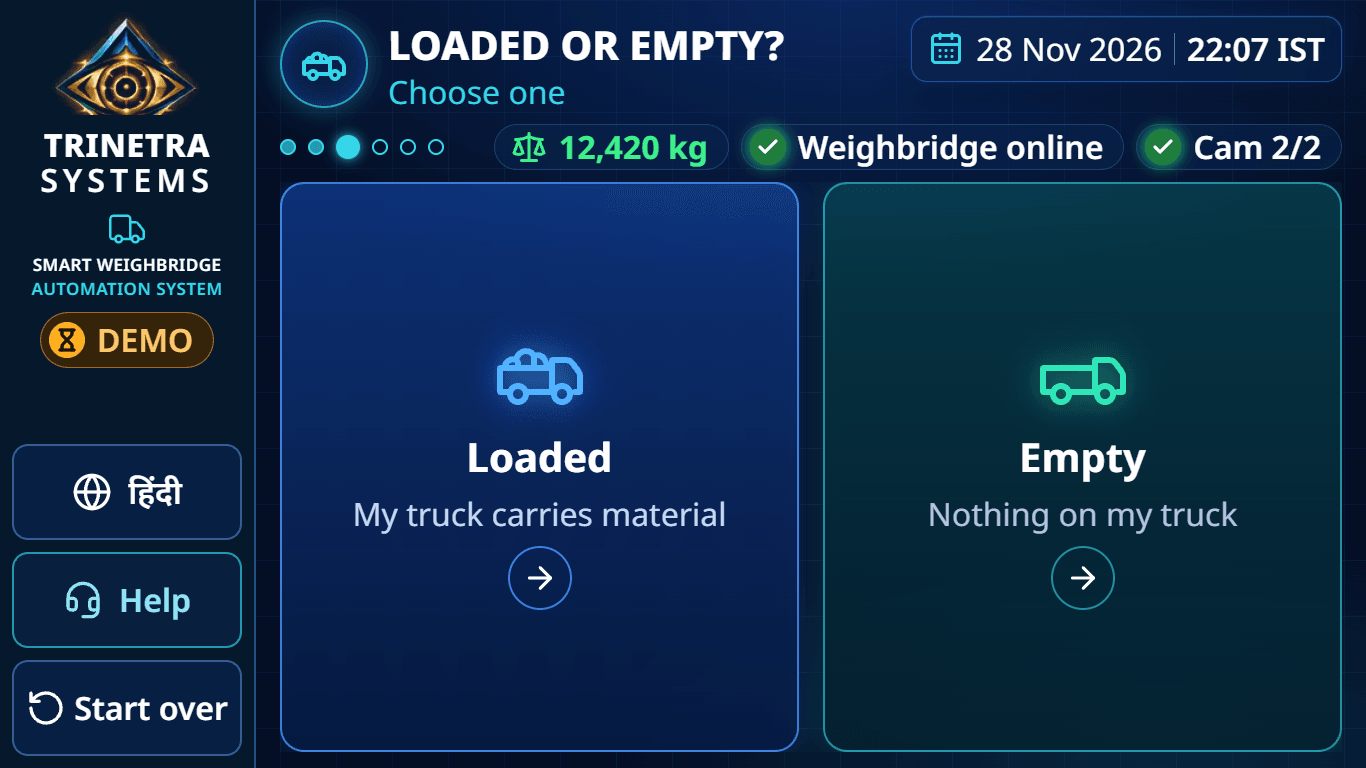 TRINETRA
SYSTEMS
SMART WEIGHBRIDGE
AUTOMATION SYSTEM
DEMO
हिंदी
Help
Start over
LOADED OR EMPTY?
Choose one
28 Nov 2026
22:07 IST
12,420 kg
Weighbridge online
Cam 2/2
Loaded
My truck carries material
Empty
Nothing on my truck